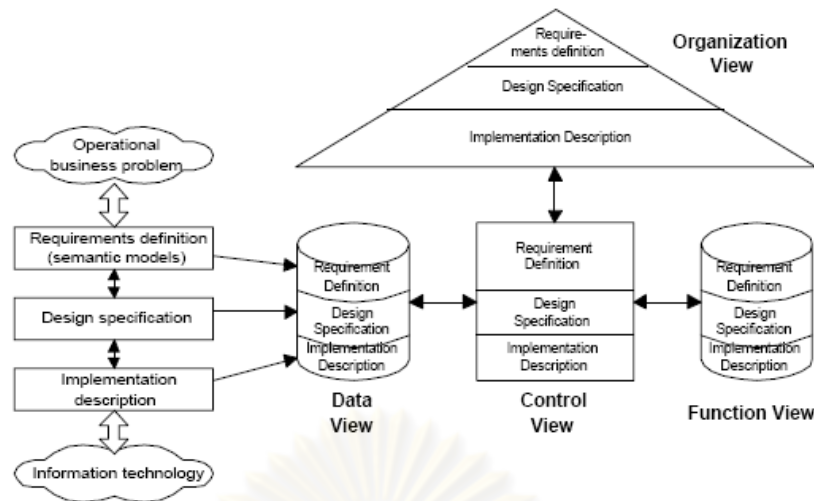 Require-
ments definition
Design Specification
Implementation Description
Organization
View
Operational
business problem
Requirements definition
(semantic models)
Design specification
Implementation
description
Information technology
Requirement
Definition
Design
Specification
Implementation
Description
Data
View
Requirement
Definition
Design
Specification
Implementation
Description
Control
View
Requirement
Definition
Design
Specification
Implementation
Description
Function View